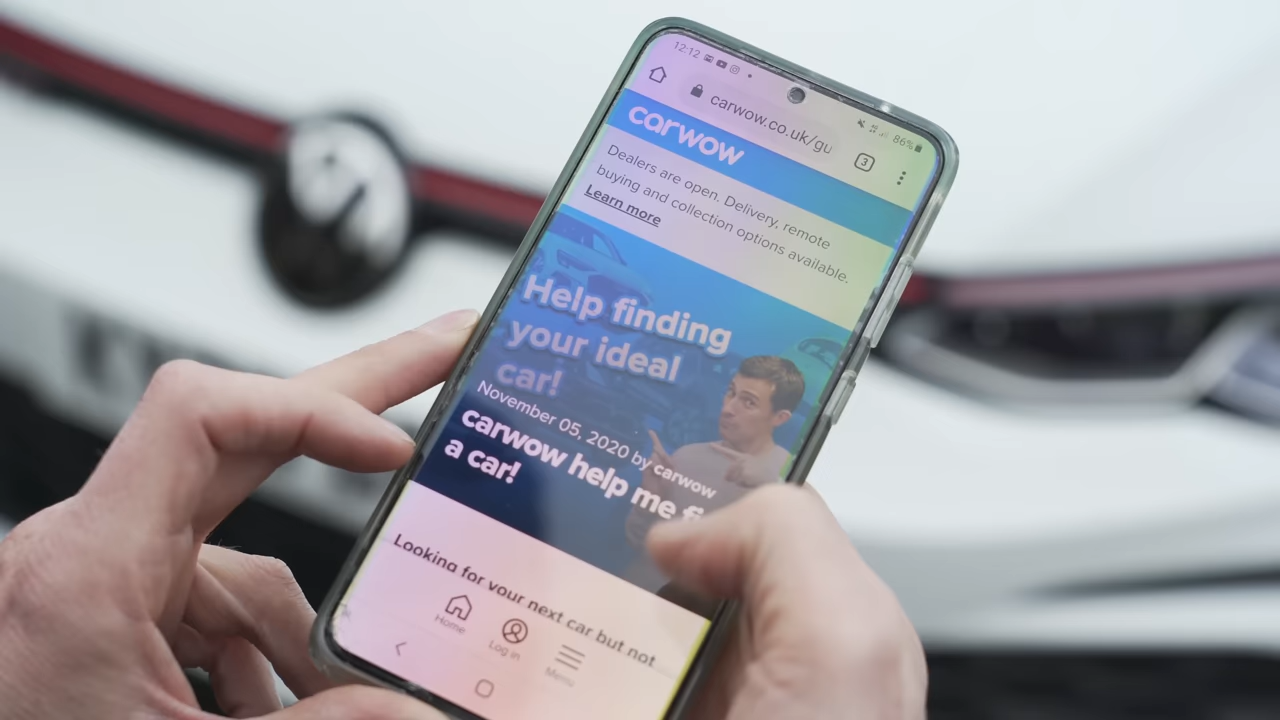 12:12
86%
carwow.co.uk/gu
3
carwow
Dealers are open. Delivery, remote
buying and collection options available.
Learn more
Help finding
your ideal
car!
November 05, 2020 by carwow
carwow help me fi
a car!
Looking for your next car but not
Home
Log in
Menu